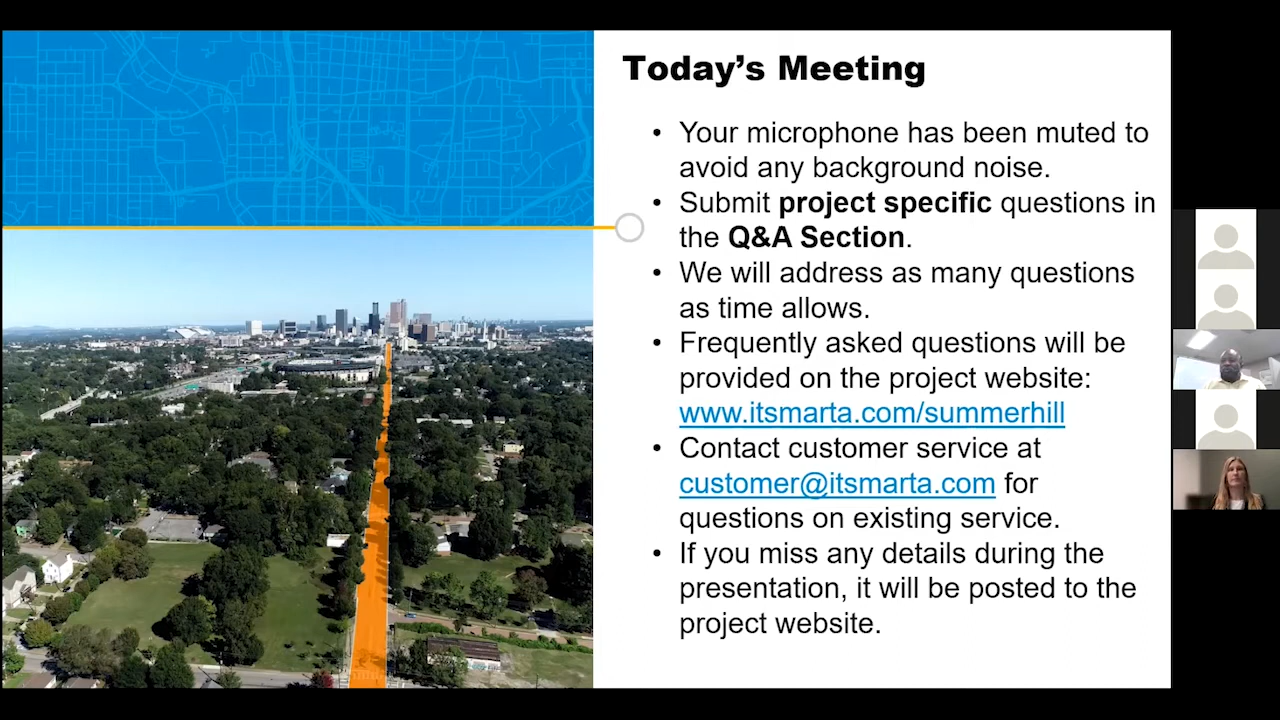 Today's Meeting
• Your microphone has been muted to
avoid any background noise.
• Submit project specific questions in
the Q&A Section.
• We will address as many questions
as time allows.
• Frequently asked questions will be
provided on the project website:
www.itsmarta.com/summerhill
• Contact customer service at
customer@itsmarta.com for
questions on existing service.
• If you miss any details during the
presentation, it will be posted to the
project website.